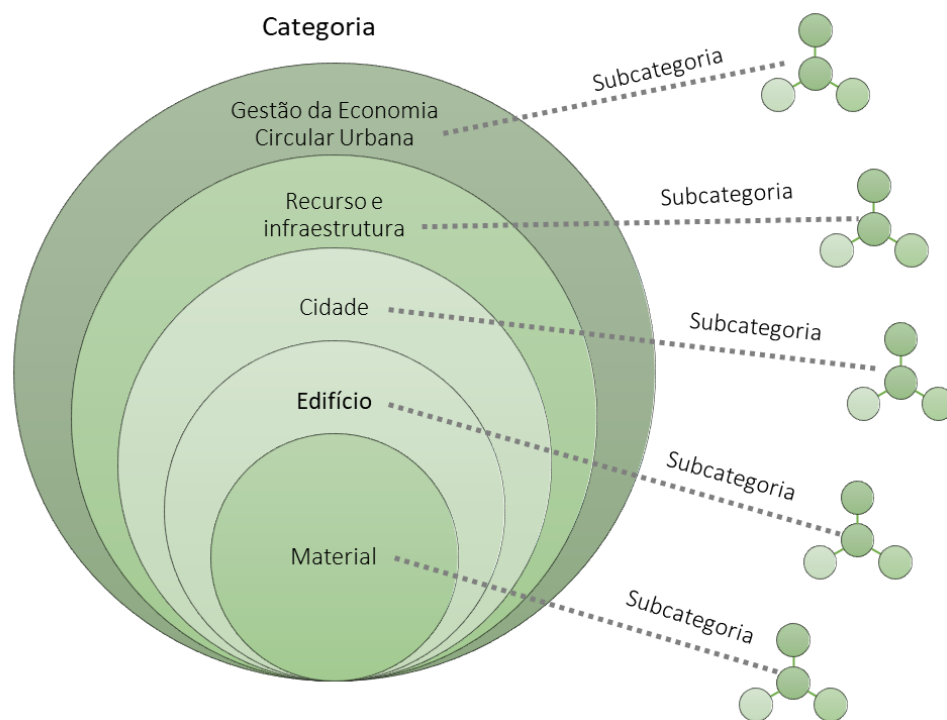 Categoria
Subcategoria
Gestão da Economia
Circular Urbana
Subcategoria
Recurso e
infraestrutura
Subcategoria
Cidade
Subcategoria
Edifício
Subcategoria
Material